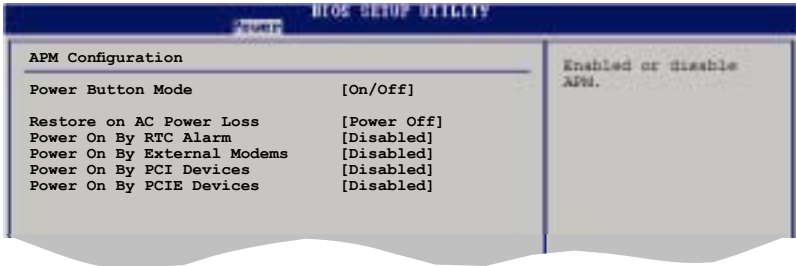 BIOS SETUP UTILITY
Power
APM Configuration
Power Button Mode [On/Off]
Restore on AC Power Loss [Power Off]
Power On By RTC Alarm [Disabled]
Power On By External Modems [Disabled]
Power On By PCI Devices [Disabled]
Power On By PCIE Devices [Disabled]
Enabled or disable
APM.